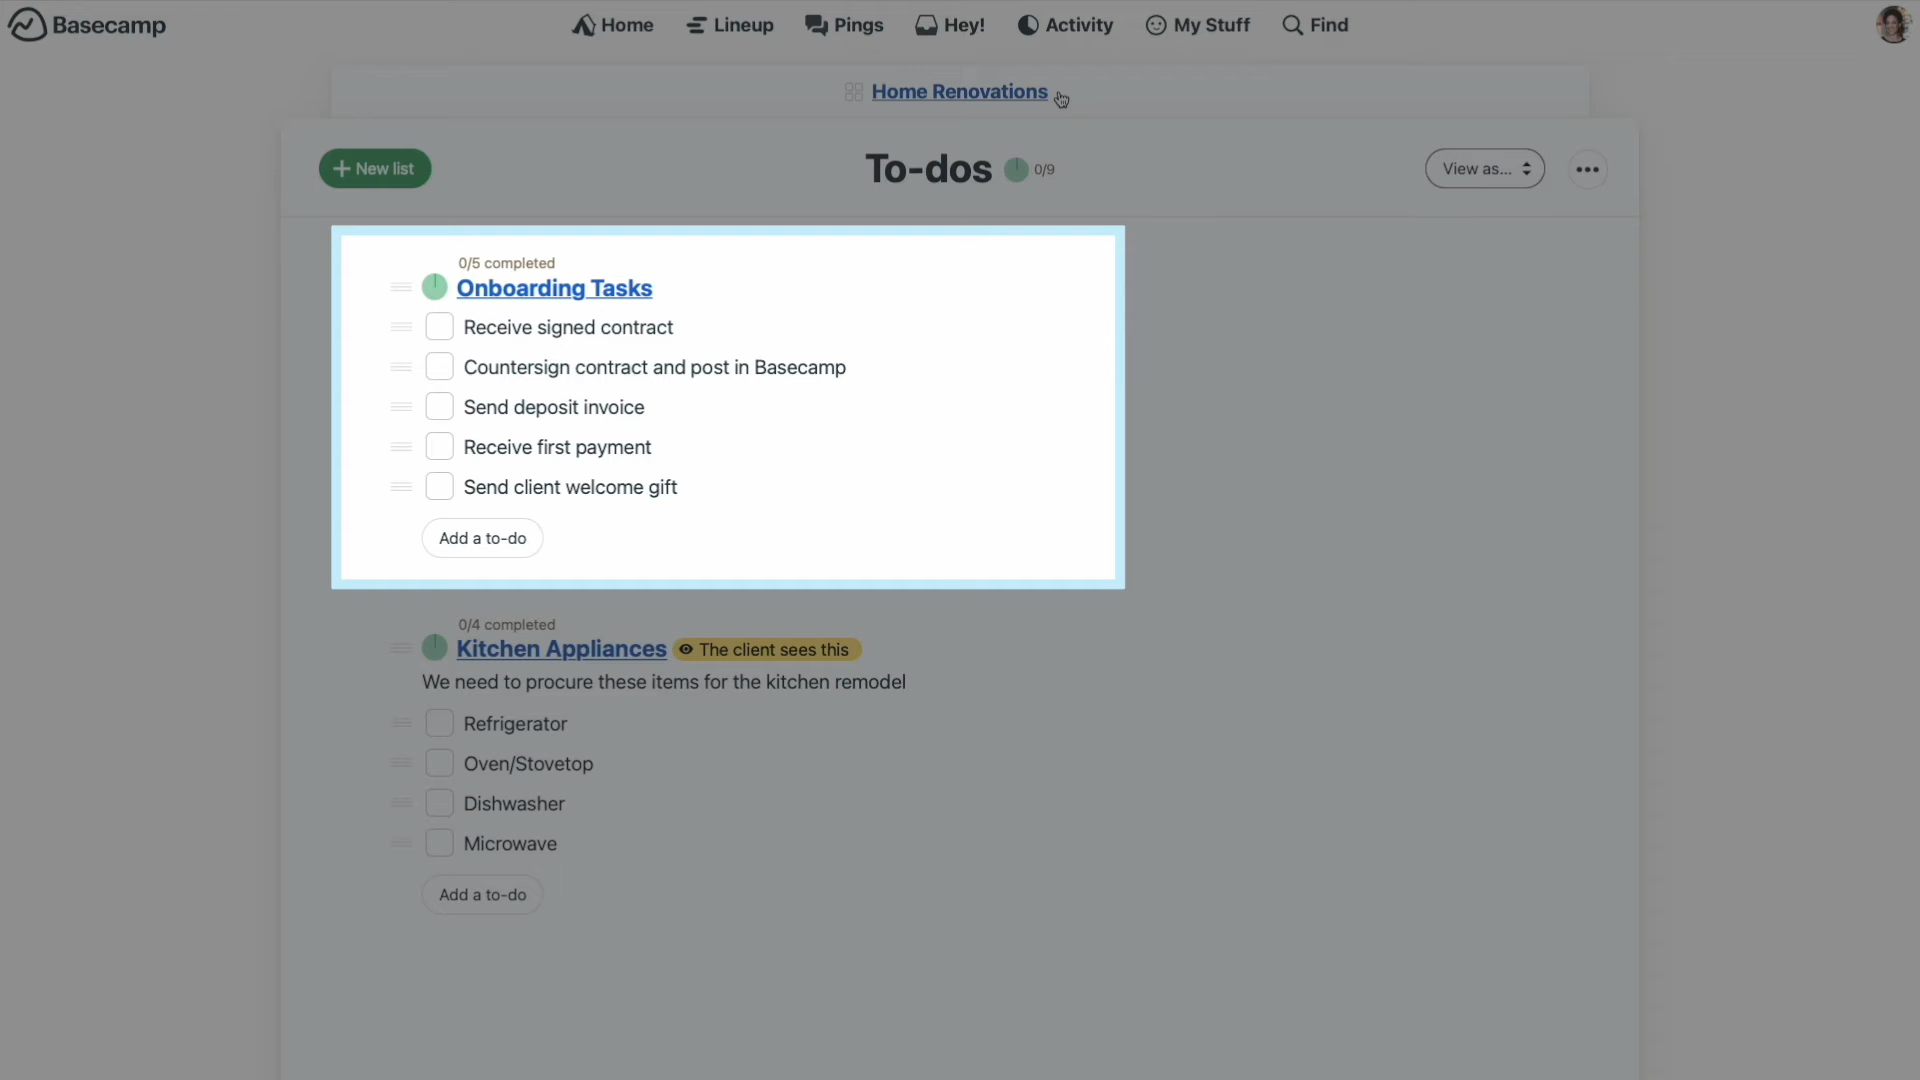 Basecamp
Home
Lineup
Pings
Hey!
Activity
My Stuff
Find
Home Renovations
New list
To-dos
0/9
View as...
0/5 completed
Onboarding Tasks
Receive signed contract
Countersign contract and post in Basecamp
Send deposit invoice
Receive first payment
Send client welcome gift
Add a to-do
0/4 completed
Kitchen Appliances
The client sees this
We need to procure these items for the kitchen remodel
Refrigerator
Oven/Stovetop
Dishwasher
Microwave
Add a to-do